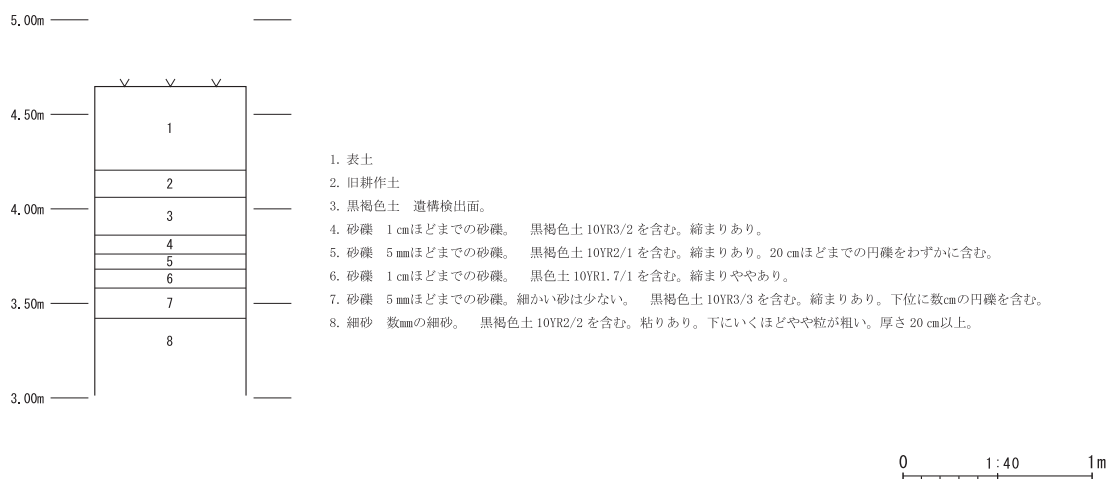 5.00m
4.50m
4.00m
3.50m
3.00m
1
2
3
4
5
6
7
8
1. 表土
2. 旧耕作土
3. 黒褐色土　遺構検出面。
4. 砂礫　1㎝ほどまでの砂礫。　黒褐色土 10YR3/2 を含む。締まりあり。
5. 砂礫　5㎜ほどまでの砂礫。　黒褐色土 10YR2/1 を含む。締まりあり。20㎝ほどまでの円礫をわずかに含む。
6. 砂礫　1㎝ほどまでの砂礫。　黒色土 10YR1.7/1 を含む。締まりややあり。
7. 砂礫　5㎜ほどまでの砂礫。細かい砂は少ない。　黒褐色土 10YR3/3 を含む。締まりあり。下位に数㎝の円礫を含む。
8. 細砂　数㎜の細砂。　黒褐色土 10YR2/2 を含む。粘りあり。下にいくほどやや粒が粗い。厚さ 20㎝以上。
0 1:40 1m